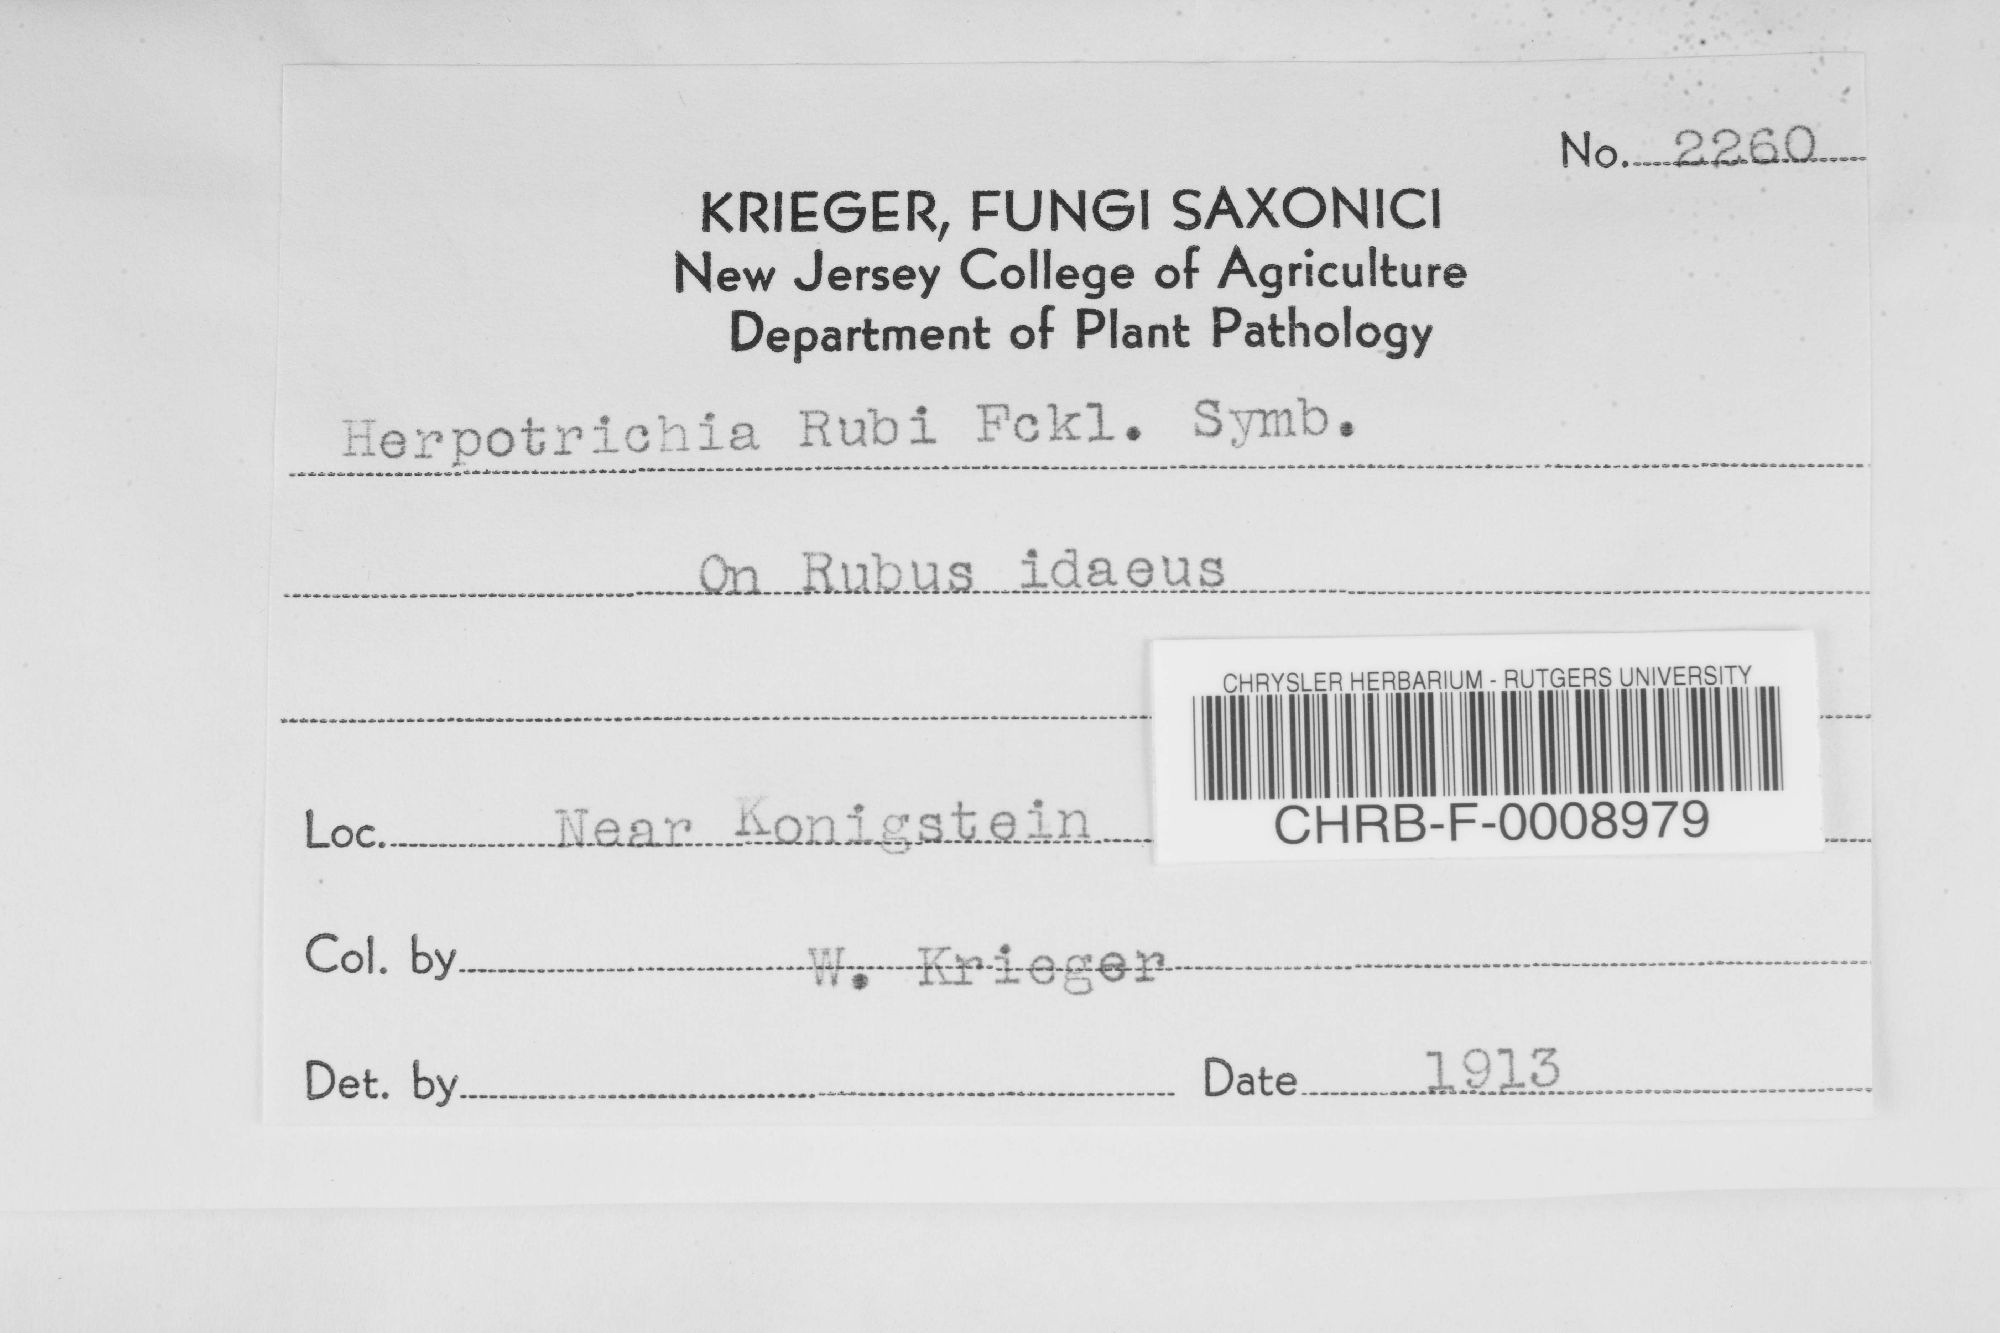 No. 2260
KRIEGER, FUNGI SAXONICI
New Jersey College of Agriculture
Department of Plant Pathology
Herpotrichia Rubi Fckl. Symb.
On Rubus idaeus
CHRYSLER HERBARIUM - RUTGERS UNIVERSITY
CHRB-F-0008979
Loc. Near Konigstein
Col. by W. Krieger
Det. by Date 1913